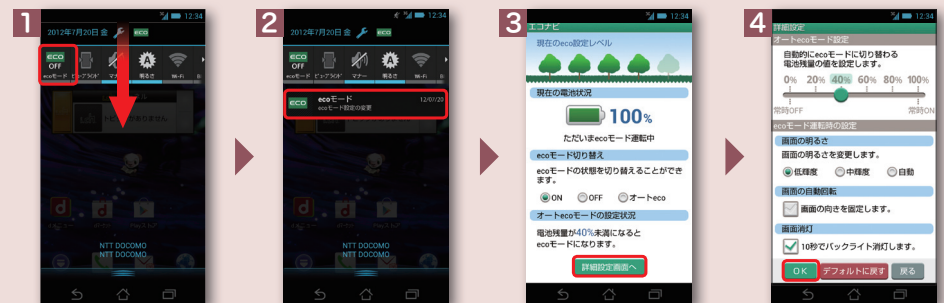 1
12:34
2012年7月20日 金
eco
eco
OFF
ecoモード
マナー
明るさ
Wi-Fi
NTT DOCOMO
NTT DOCOMO
2
12:34
2012年7月20日 金
eco
eco
OFF
ecoモード
マナー
明るさ
Wi-Fi
eco
ecoモード
12/07/20
ecoモード設定の変更
NTT DOCOMO
NTT DOCOMO
3
12:34
エコナビ
現在のeco設定レベル
現在の電池状況
100%
ただいまecoモード運転中
ecoモード切り替え
ecoモードの状態を切り替えることができ
ます。
ON OFF オートeco
オートecoモードの設定状況
電池残量が40%未満になると
ecoモードになります。
詳細設定画面へ
4
12:34
詳細設定
オートecoモード設定
自動的にecoモードに切り替わる
電池残量の値を設定します。
0% 20% 40% 60% 80% 100%
常時OFF 常時ON
ecoモード運転時の設定
画面の明るさ
画面の明るさを変更します。
低輝度 中輝度 自動
画面の自動回転
画面の向きを固定します。
画面消灯
10秒でバックライト消灯します。
OK デフォルトに戻す 戻る